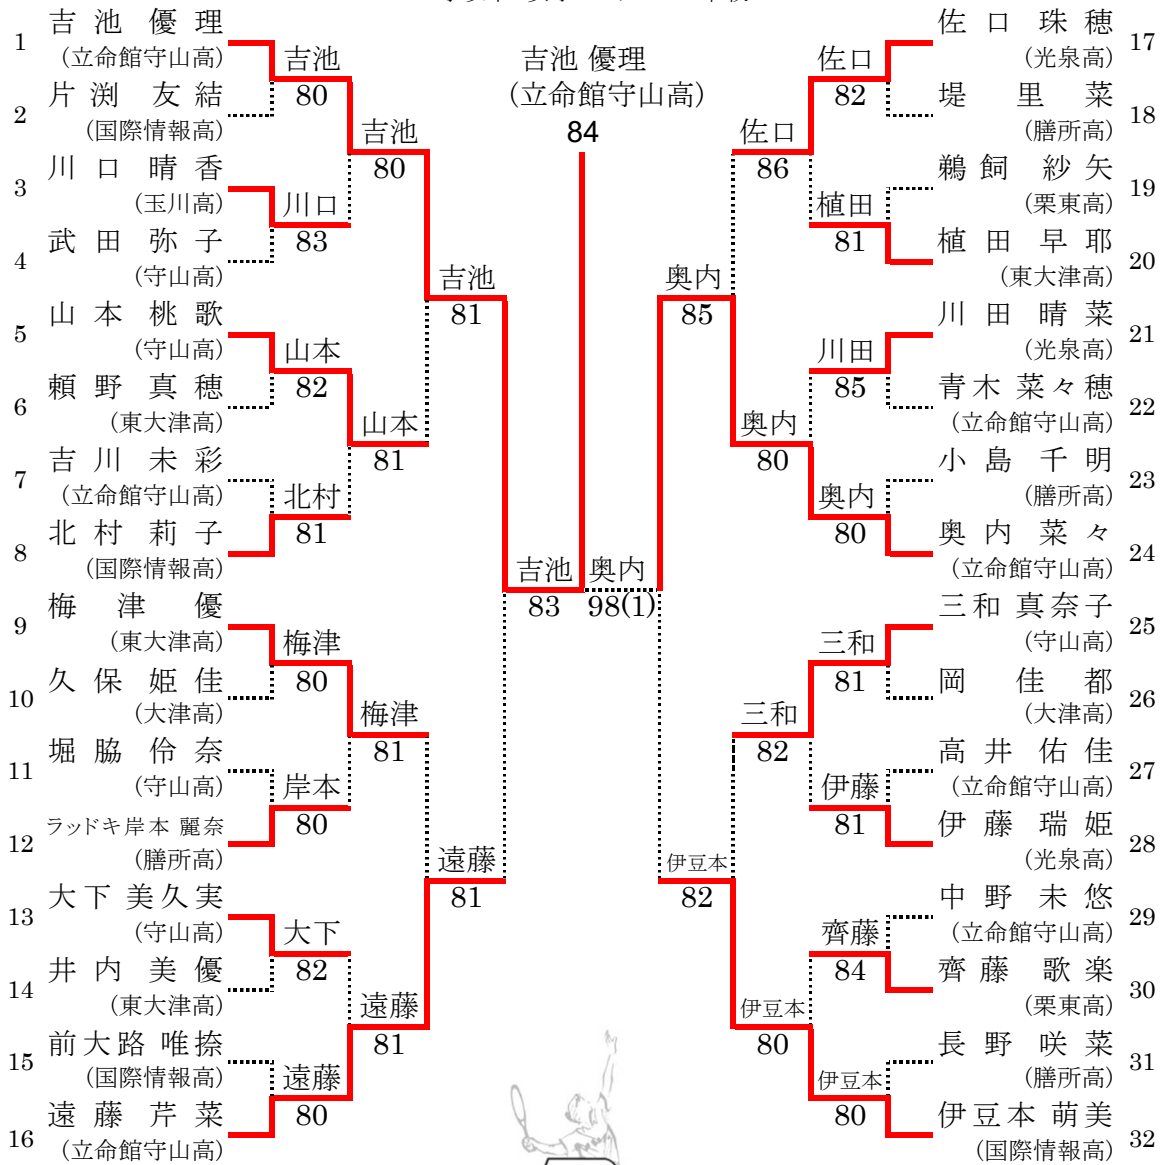 吉池 優理
(立命館守山高)
84
1 吉池優理
(立命館守山高)
2 片渕友結
(国際情報高)
3 川口晴香
(玉川高)
4 武田弥子
(守山高)
5 山本桃歌
(守山高)
6 頼野真穂
(東大津高)
7 吉川未彩
(立命館守山高)
8 北村莉子
(国際情報高)
9 梅津優
(東大津高)
10 久保姫佳
(大津高)
11 堀脇伶奈
(守山高)
12 ラッドキ岸本 麗奈
(膳所高)
13 大下美久実
(守山高)
14 井内美優
(東大津高)
15 前大路唯捺
(国際情報高)
16 遠藤芹菜
(立命館守山高)
吉池
80
川口
83
山本
82
北村
81
梅津
80
岸本
80
大下
82
遠藤
80
吉池
80
山本
81
梅津
81
遠藤
81
吉池
81
遠藤
81
吉池
83
奥内
98(1)
奥内
85
伊豆本
82
佐口
86
奥内
80
三和
82
伊豆本
80
佐口
82
植田
81
川田
85
奥内
80
三和
81
伊藤
81
齊藤
84
伊豆本
80
佐口珠穂 17
(光泉高)
堤里菜 18
(膳所高)
鵜飼紗矢 19
(栗東高)
植田早耶 20
(東大津高)
川田晴菜 21
(光泉高)
青木菜々穂 22
(立命館守山高)
小島千明 23
(膳所高)
奥内菜々 24
(立命館守山高)
三和真奈子 25
(守山高)
岡佳都 26
(大津高)
高井佑佳 27
(立命館守山高)
伊藤瑞姫 28
(光泉高)
中野未悠 29
(立命館守山高)
齊藤歌楽 30
(栗東高)
長野咲菜 31
(膳所高)
伊豆本萌美 32
(国際情報高)